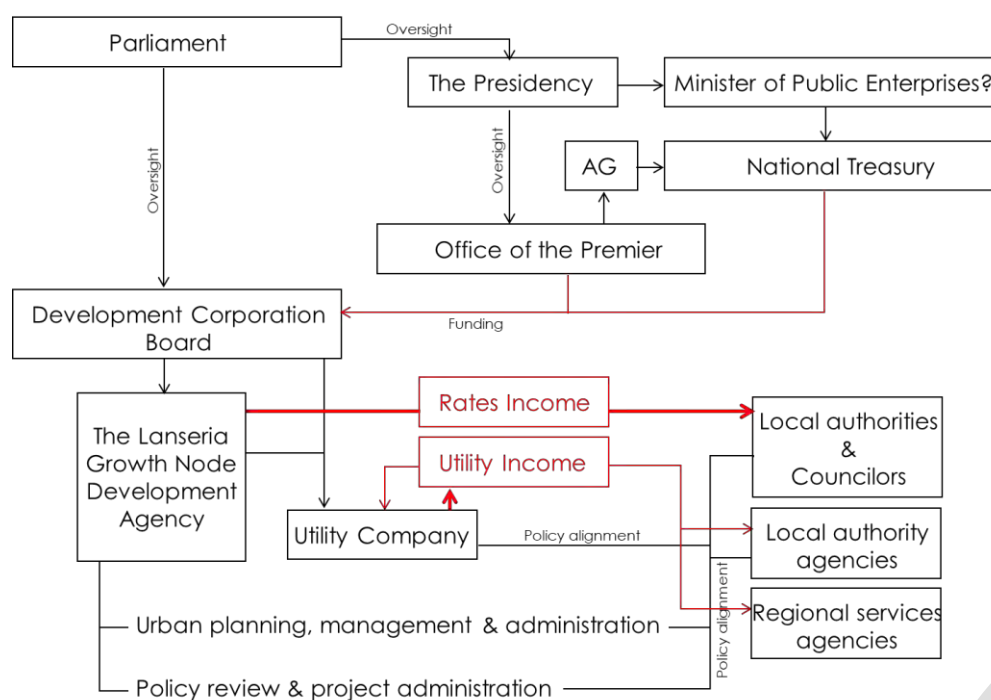 Parliament
Oversight
The Presidency
Minister of Public Enterprises?
Oversight
Oversight
AG
National Treasury
Office of the Premier
Development Corporation
Board
Funding
Rates Income
The Lanseria
Growth Node
Development
Agency
Local authorities
&
Councilors
Utility Income
Utility Company
Policy alignment
Local authority
agencies
Policy alignment
Regional services
agencies
Urban planning, management & administration
Policy review & project administration